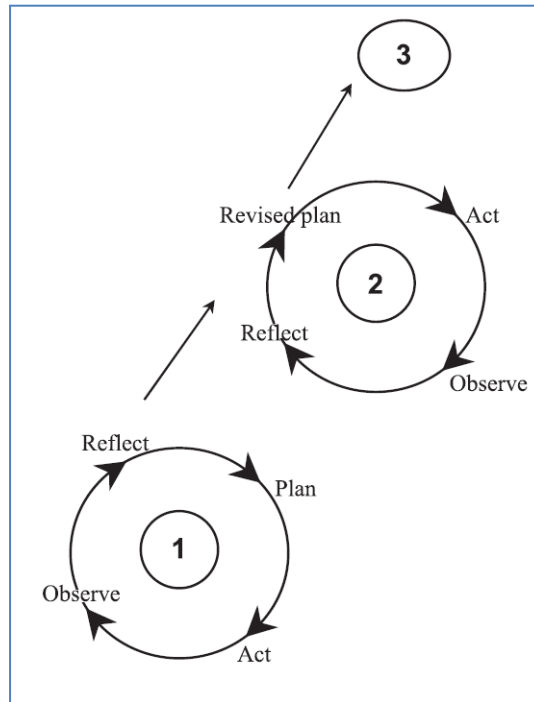 3
Revised plan
Act
2
Reflect
Observe
Reflect
Plan
1
Observe
Act